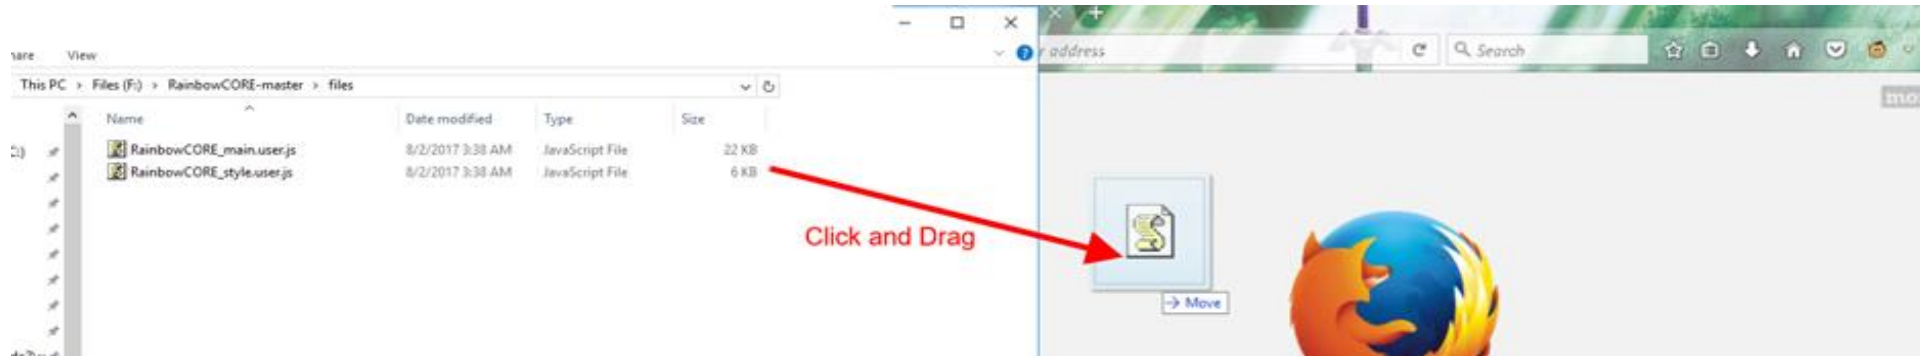 View
r address
Search
This PC > Files (F:) > RainbowCORE-master > files
mo
Name Date modified Type Size
RainbowCORE_main.user.js 8/2/2017 3:38 AM JavaScript File 22 KB
RainbowCORE_style.user.js 8/2/2017 3:38 AM JavaScript File 6 KB
Click and Drag
Move